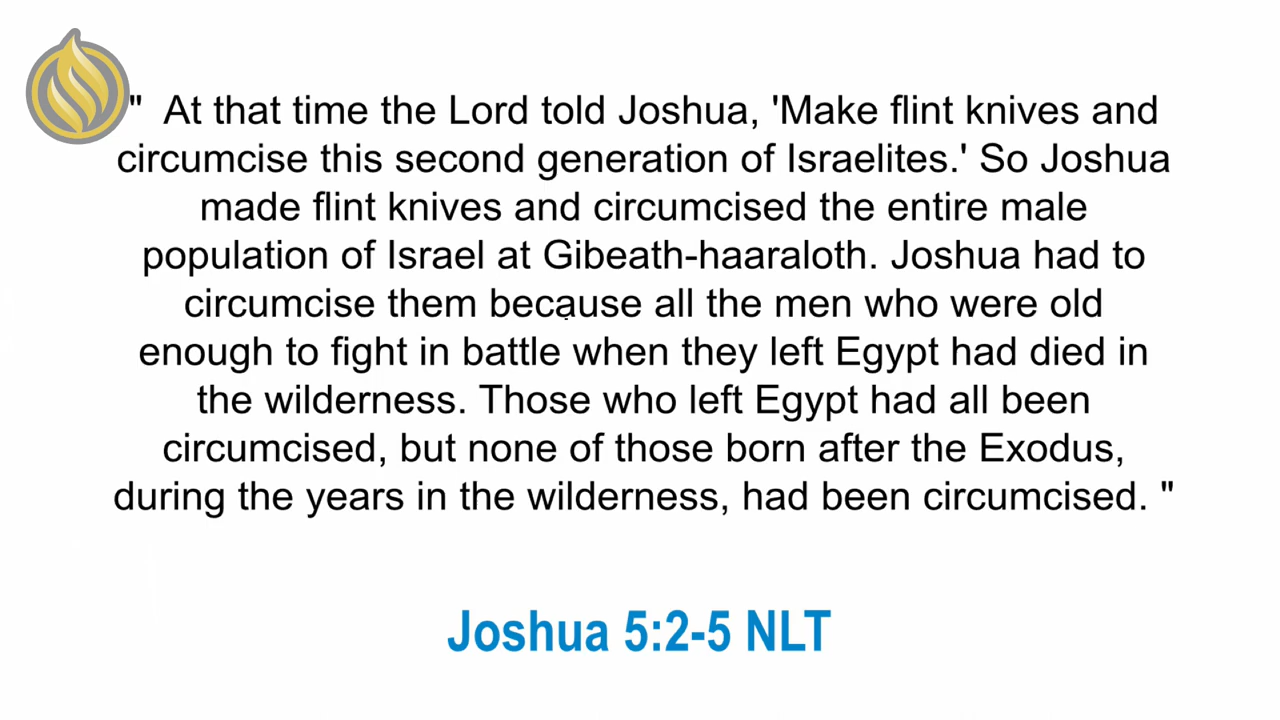 " At that time the Lord told Joshua, 'Make flint knives and
circumcise this second generation of Israelites.' So Joshua
made flint knives and circumcised the entire male
population of Israel at Gibeath-haaraloth. Joshua had to
circumcise them because all the men who were old
enough to fight in battle when they left Egypt had died in
the wilderness. Those who left Egypt had all been
circumcised, but none of those born after the Exodus,
during the years in the wilderness, had been circumcised. "
Joshua 5:2-5 NLT